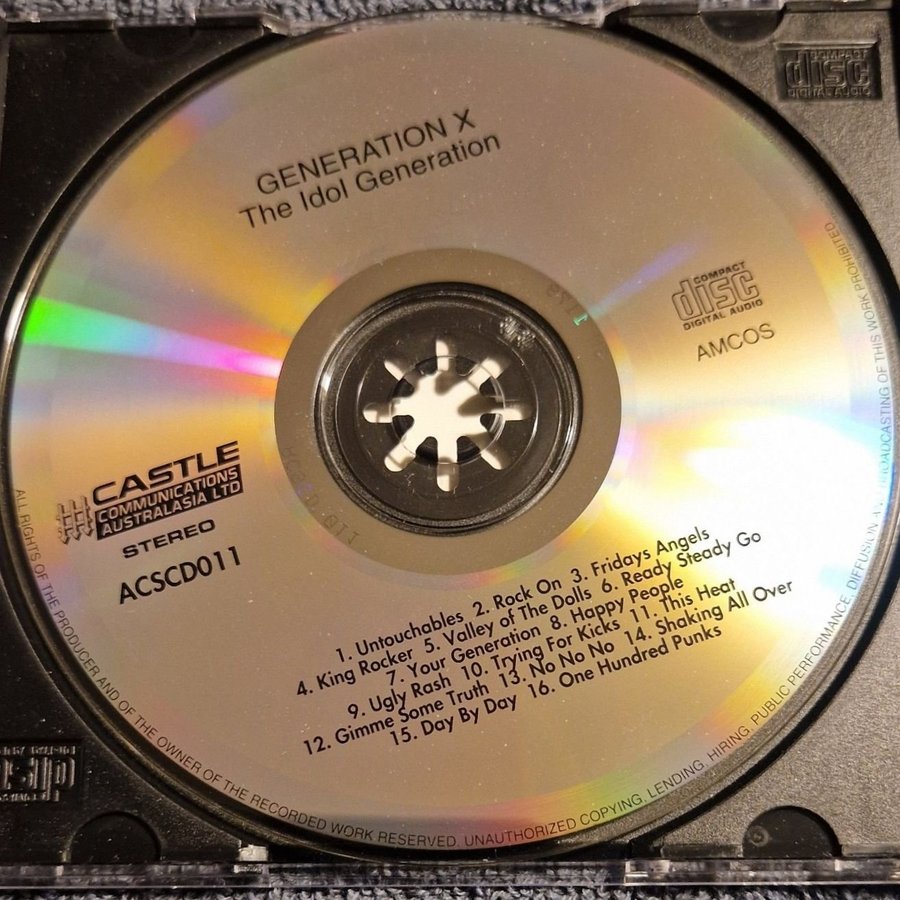 COMPACT
disc
DIGITAL AUDIO
GENERATION X
The Idol Generation
COMPACT
disc
DIGITAL AUDIO
AMCOS
CASTLE
COMMUNICATIONS
AUSTRALASIA LTD
STEREO
ACSCD011
1. Untouchables 2. Rock On 3. Fridays Angels
4. King Rocker 5. Valley of The Dolls 6. Ready Steady Go
7. Your Generation 8. Happy People
9. Ugly Rash 10. Trying For Kicks 11. This Heat
12. Gimme Some Truth 13. No No No 14. Shaking All Over
15. Day By Day 16. One Hundred Punks
ALL RIGHTS OF THE PRODUCER AND OF THE OWNER OF THE RECORDED WORK RESERVED. UNAUTHORIZED COPYING, LENDING, HIRING, PUBLIC PERFORMANCE, DIFFUSION BROADCASTING OF THIS WORK PROHIBITED
disc